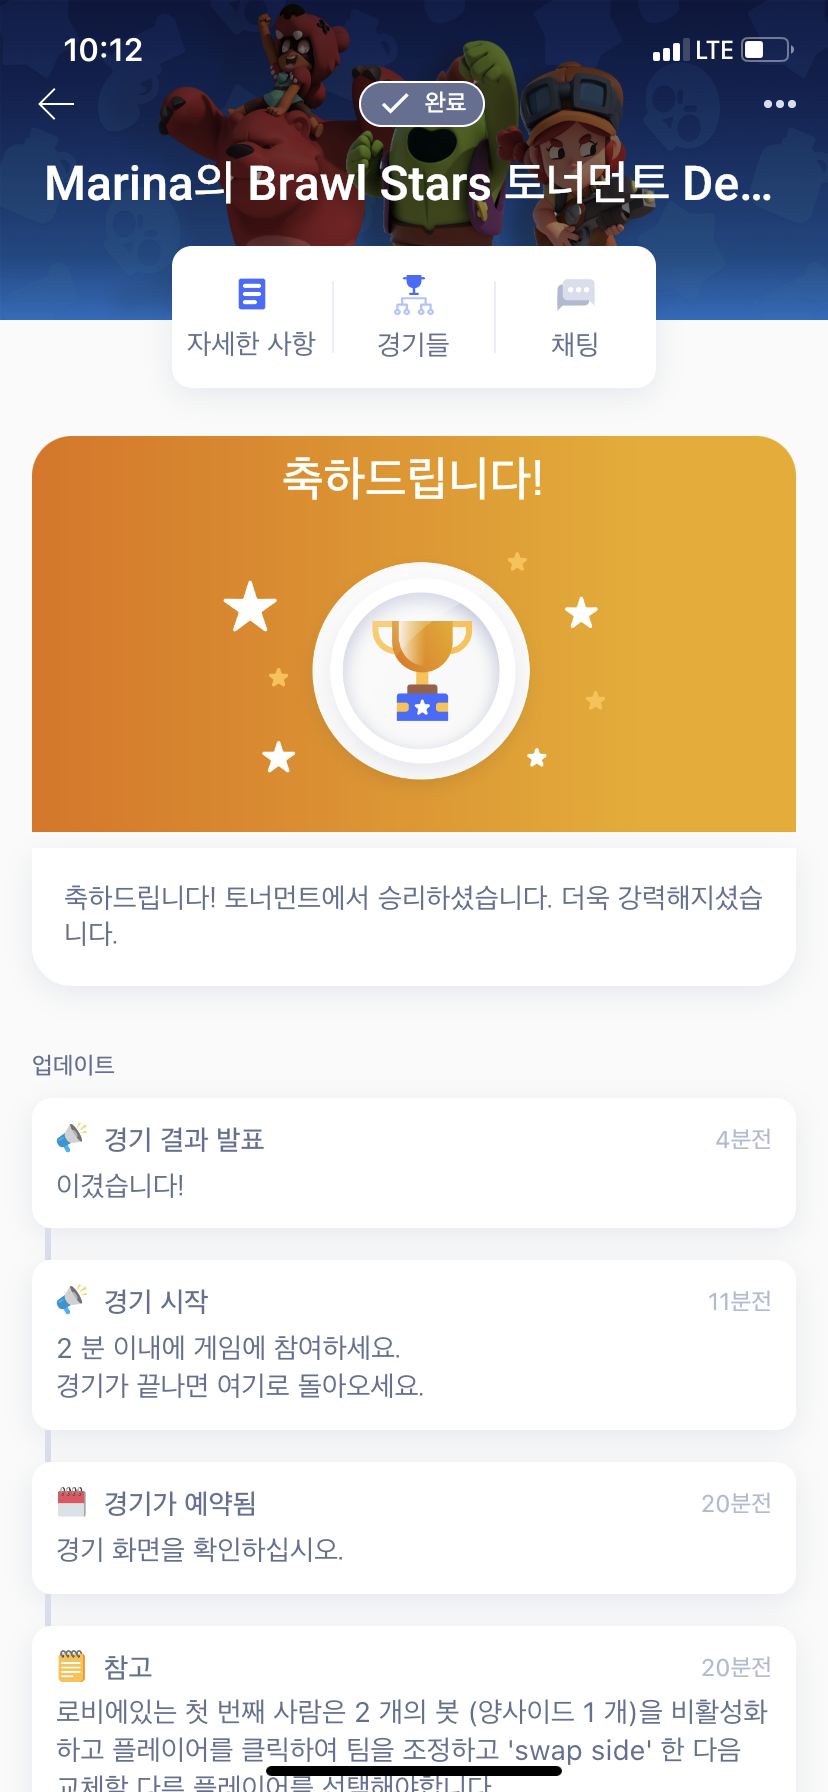 10:12
LTE
완료
Marina의 Brawl Stars 토너먼트 De...
자세한 사항
경기들
채팅
축하드립니다!
축하드립니다! 토너먼트에서 승리하셨습니다. 더욱 강력해지셨습
니다.
업데이트
경기 결과 발표
4분전
이겼습니다!
경기 시작
11분전
2 분 이내에 게임에 참여하세요.
경기가 끝나면 여기로 돌아오세요.
경기가 예약됨
20분전
경기 화면을 확인하십시오.
참고
20분전
로비에있는 첫 번째 사람은 2 개의 봇 (양사이드 1 개)을 비활성화
하고 플레이어를 클릭하여 팀을 조정하고 'swap side' 한 다음
교체할 다른 플레이어를 선택해야합니다